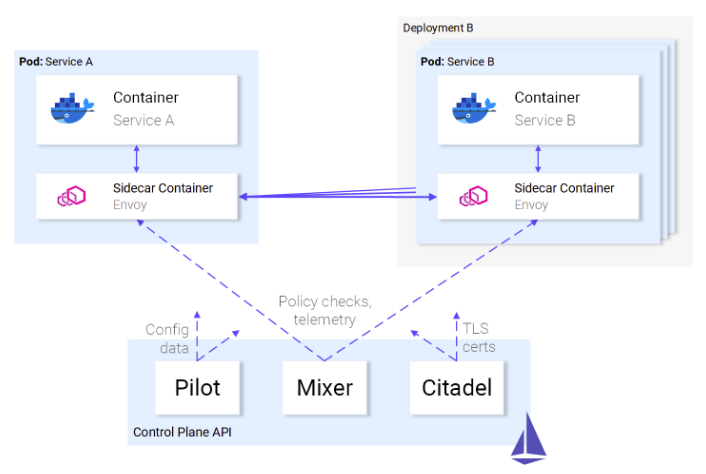 Deployment B
Pod: Service A
Pod: Service B
Container
Service A
Container
Service B
Sidecar Container
Envoy
Sidecar Container
Envoy
Policy checks,
telemetry
Config
data
TLS
certs
Pilot
Mixer
Citadel
Control Plane API